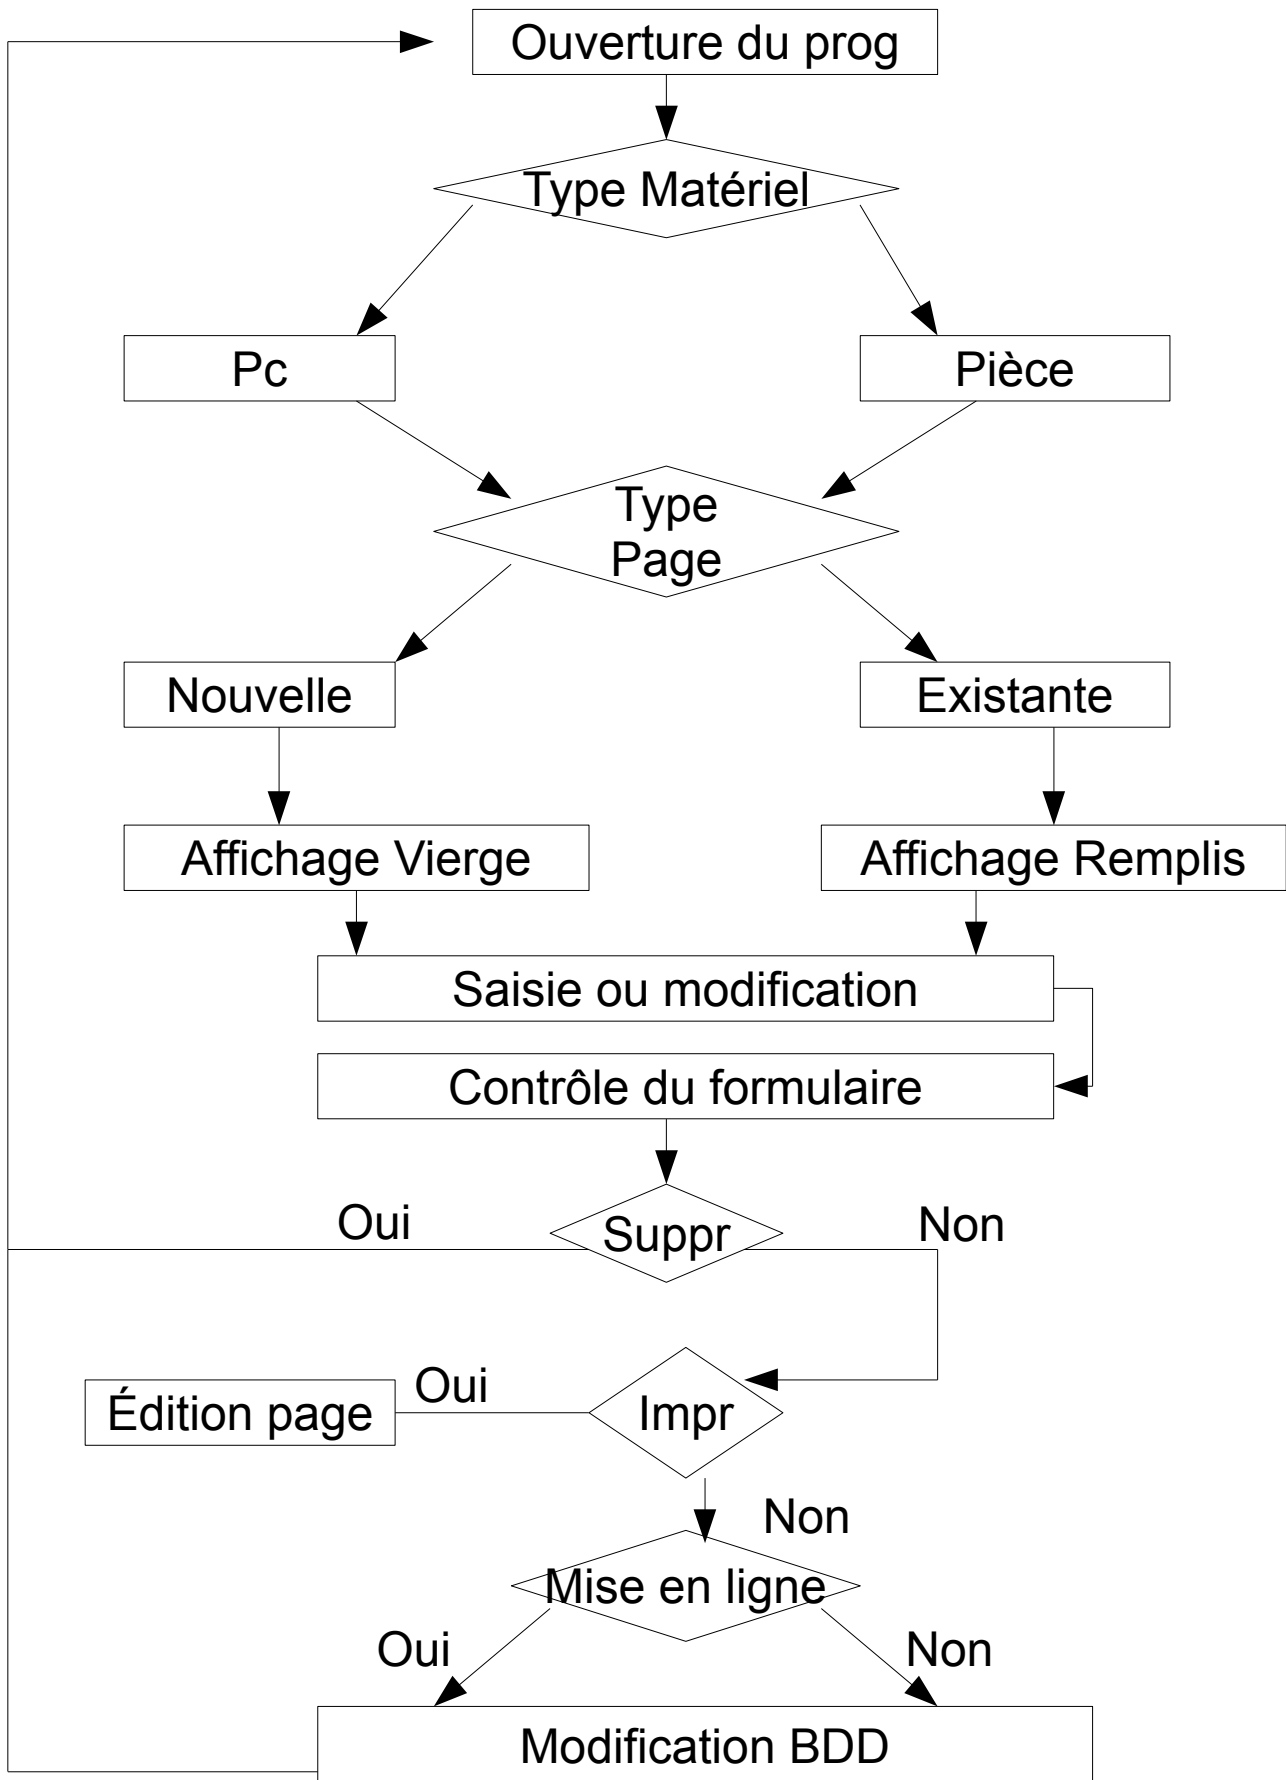 Ouverture du prog
Type Matériel
Pc
Pièce
Type
Page
Nouvelle
Existante
Affichage Vierge
Affichage Remplis
Saisie ou modification
Contrôle du formulaire
Oui
Suppr
Non
Édition page
Oui
Impr
Non
Mise en ligne
Oui
Non
Modification BDD